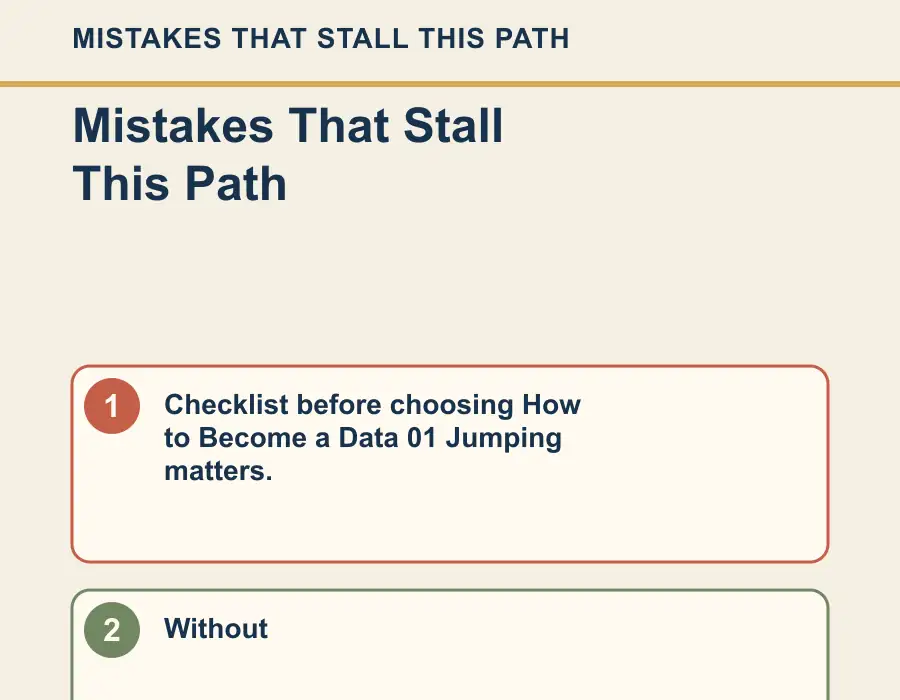 MISTAKES THAT STALL THIS PATH
Mistakes That Stall
This Path
1
Checklist before choosing How
to Become a Data 01 Jumping
matters.
2
Without